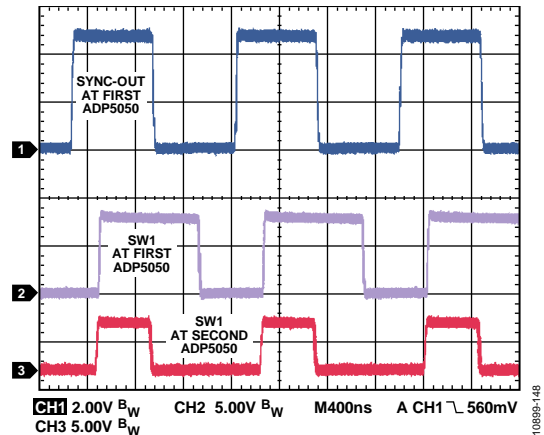 SYNC-OUT
AT FIRST
ADP5050
1
SW1
AT FIRST
ADP5050
2
SW1
AT SECOND
ADP5050
3
CH1 2.00V BW CH2 5.00V BW M400ns A CH1 ⍀ 560mV
CH3 5.00V BW
10899-148